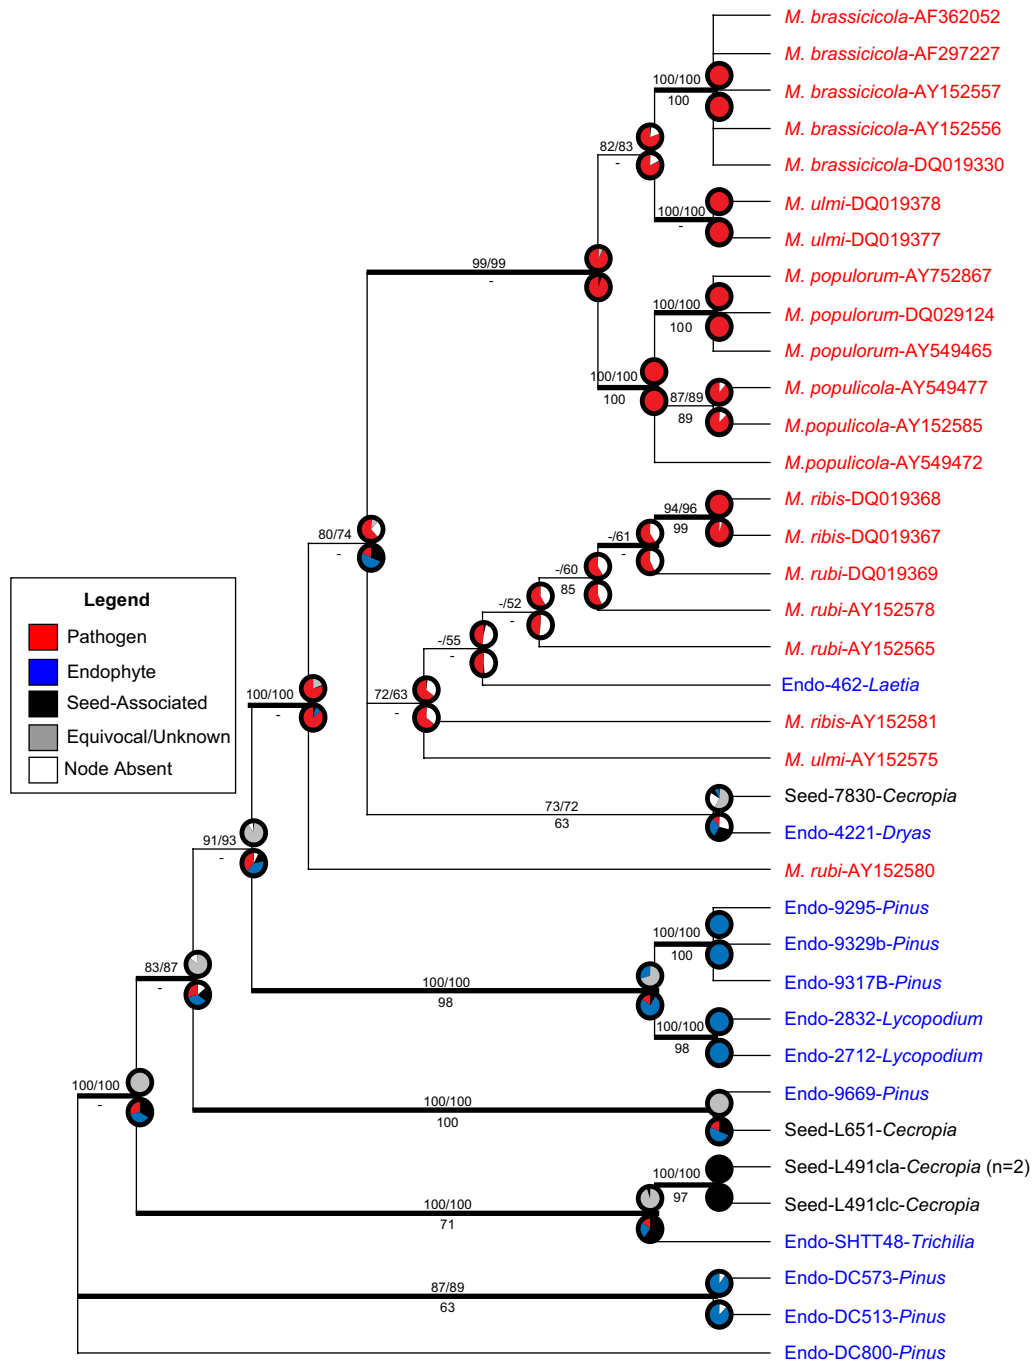 M. brassicicola-AF362052
M. brassicicola-AF297227
100/100
M. brassicicola-AY152557
100
M. brassicicola-AY152556
82/83
-
M. brassicicola-DQ019330
M. ulmi-DQ019378
100/100
-
M. ulmi-DQ019377
99/99
-
M. populorum-AY752867
100/100
M. populorum-DQ029124
100
M. populorum-AY549465
100/100
100
M. populicola-AY549477
87/89
89
M.populicola-AY152585
M.populicola-AY549472
M. ribis-DQ019368
94/96
99
M. ribis-DQ019367
-/61
-
M. rubi-DQ019369
-/60
85
M. rubi-AY152578
-/52
-
M. rubi-AY152565
-/55
-
Endo-462-Laetia
72/63
-
M. ribis-AY152581
M. ulmi-AY152575
80/74
-
Legend
Pathogen
Endophyte
Seed-Associated
Equivocal/Unknown
Node Absent
100/100
-
Seed-7830-Cecropia
73/72
63
Endo-4221-Dryas
M. rubi-AY152580
91/93
-
Endo-9295-Pinus
100/100
Endo-9329b-Pinus
100
Endo-9317B-Pinus
100/100
98
Endo-2832-Lycopodium
100/100
98
Endo-2712-Lycopodium
83/87
-
Endo-9669-Pinus
100/100
100
Seed-L651-Cecropia
100/100
-
Seed-L491cla-Cecropia (n=2)
100/100
97
Seed-L491clc-Cecropia
100/100
71
Endo-SHTT48-Trichilia
Endo-DC573-Pinus
87/89
63
Endo-DC513-Pinus
Endo-DC800-Pinus